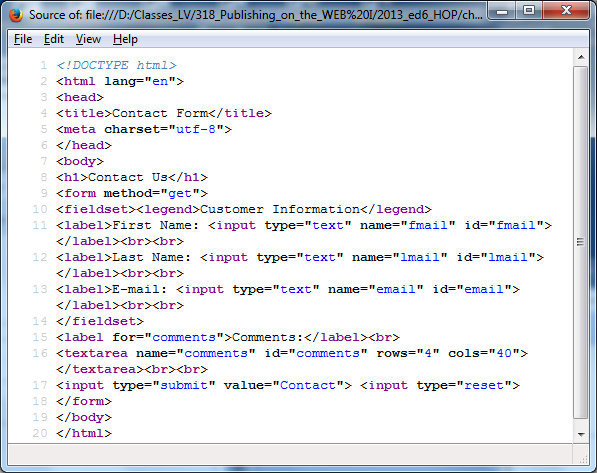 Source of: file:///D:/Classes_LV/318_Publishing_on_the_WEB%20I/2013_ed6_HOP/ch...
File Edit View Help
1 <!DOCTYPE html>
2 <html lang="en">
3 <head>
4 <title>Contact Form</title>
5 <meta charset="utf-8">
6 </head>
7 <body>
8 <h1>Contact Us</h1>
9 <form method="get">
10 <fieldset><legend>Customer Information</legend>
11 <label>First Name: <input type="text" name="fmail" id="fmail">
</label><br><br>
12 <label>Last Name: <input type="text" name="lmail" id="lmail">
</label><br><br>
13 <label>E-mail: <input type="text" name="email" id="email">
</label><br><br>
14 </fieldset>
15 <label for="comments">Comments:</label><br>
16 <textarea name="comments" id="comments" rows="4" cols="40">
</textarea><br><br>
17 <input type="submit" value="Contact"> <input type="reset">
18 </form>
19 </body>
20 </html>